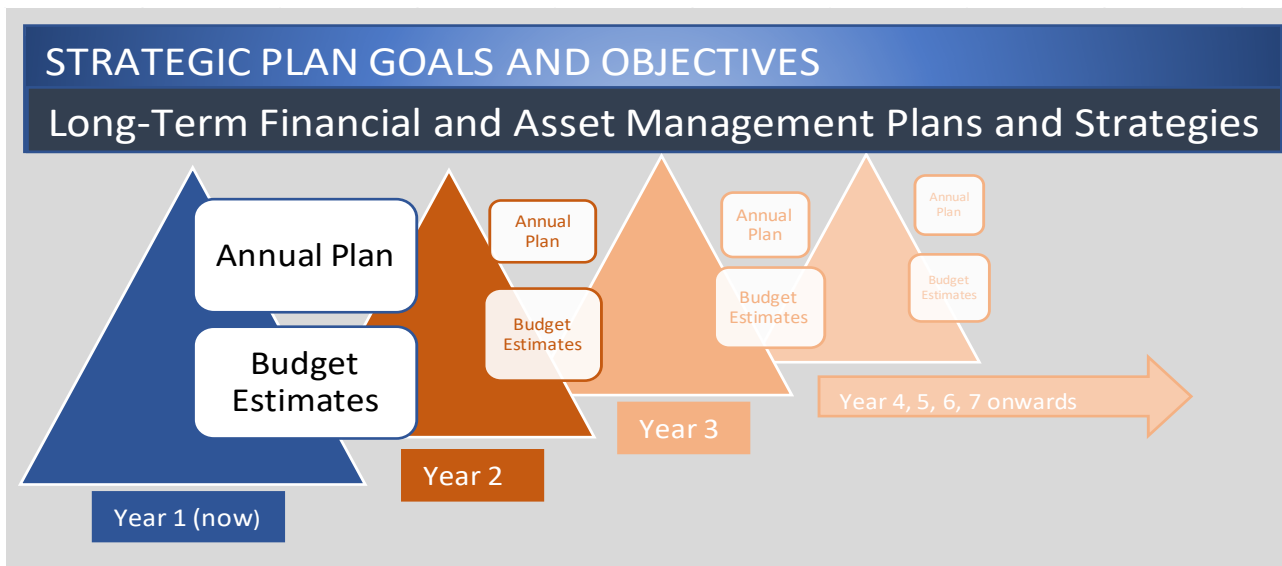 STRATEGIC PLAN GOALS AND OBJECTIVES
Long-Term Financial and Asset Management Plans and Strategies
Annual Plan
Budget
Estimates
Year 1 (now)
Annual
Plan
Budget
Estimates
Year 2
Annual
Plan
Budget
Estimates
Year 3
Annual
Plan
Budget
Estimates
Year 4, 5, 6, 7 onwards